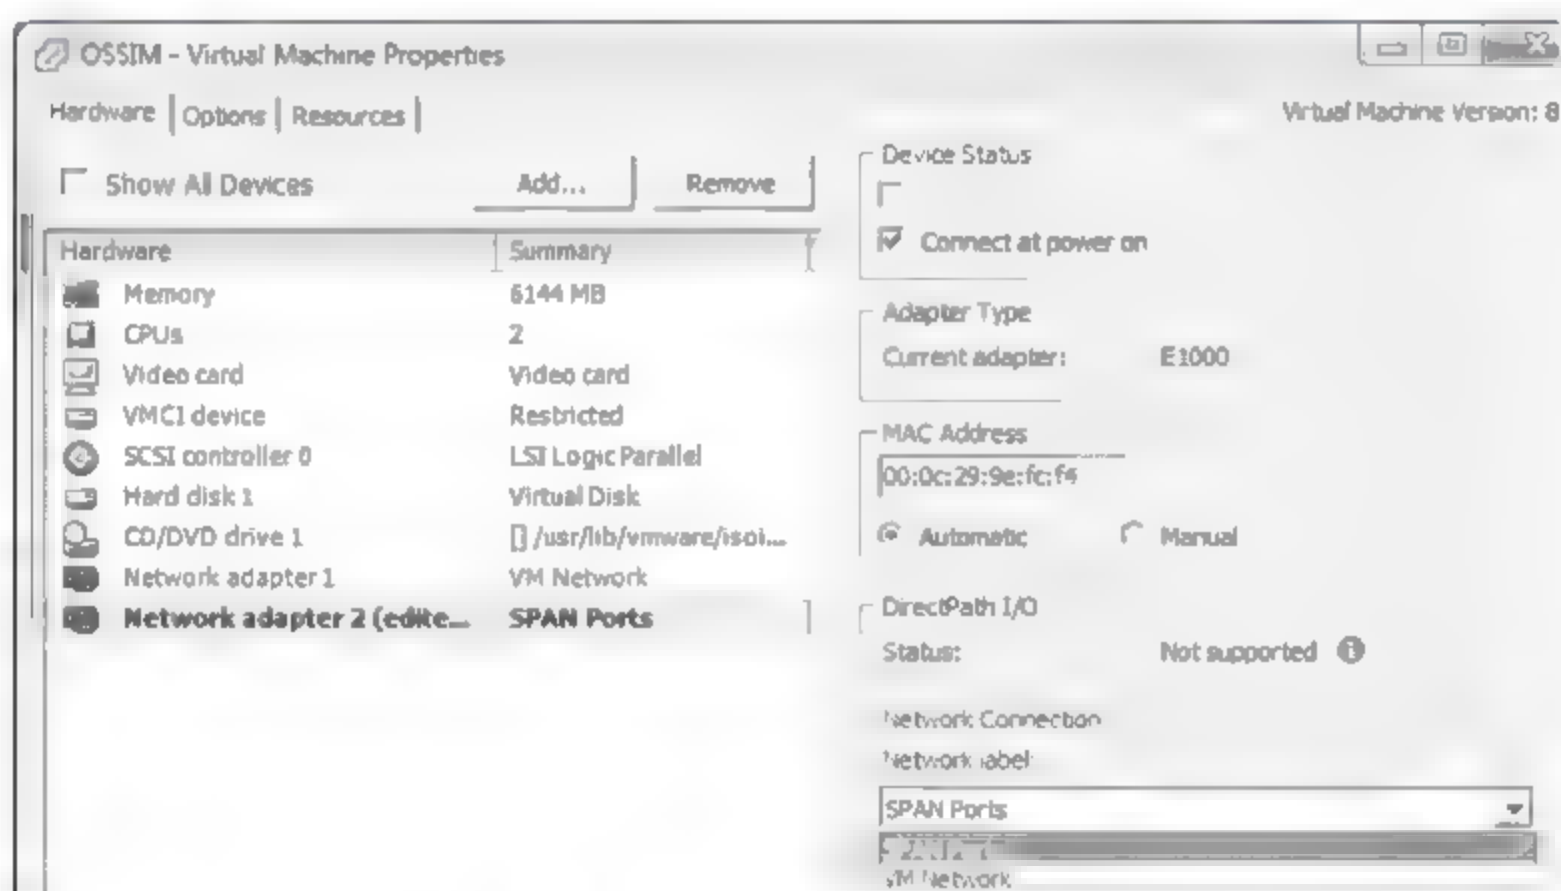 OSSIM - Virtual Machine Properties
Hardware Options Resources
Virtual Machine Version: 8
Show All Devices
Add...
Remove
Hardware Summary
Memory 6144 MB
CPUs 2
Video card Video card
VMCI device Restricted
SCSI controller 0 LSI Logic Parallel
Hard disk 1 Virtual Disk
CD/DVD drive 1 [] /usr/lib/vmware/isoi...
Network adapter 1 VM Network
Network adapter 2 (edite... SPAN Ports
Device Status
Connect at power on
Adapter Type
Current adapter: E1000
MAC Address
00:0c:29:9e:fc:f4
Automatic Manual
DirectPath I/O
Status: Not supported
Network Connection
Network label:
SPAN Ports
VM Network